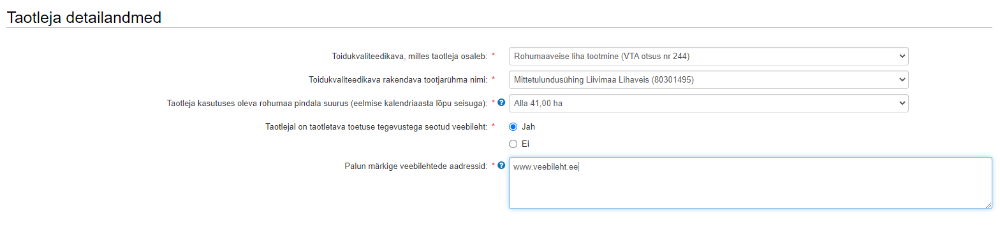 Taotleja detailandmed
Toidukvaliteedikava, milles taotleja osaleb: * Rohumaaveise liha tootmine (VTA otsus nr 244)
Toidukvaliteedikava rakendava tootjarühma nimi: * Mittetulundusühing Liivimaa Lihaveis (80301495)
Taotleja kasutuses oleva rohumaa pindala suurus (eelmise kalendriaasta lõpu seisuga): * ? Alla 41,00 ha
Taotlejal on taotletava toetuse tegevustega seotud veebileht: * Jah
Ei
Palun märkige veebilehtede aadressid: * ? www.veebileht.ee